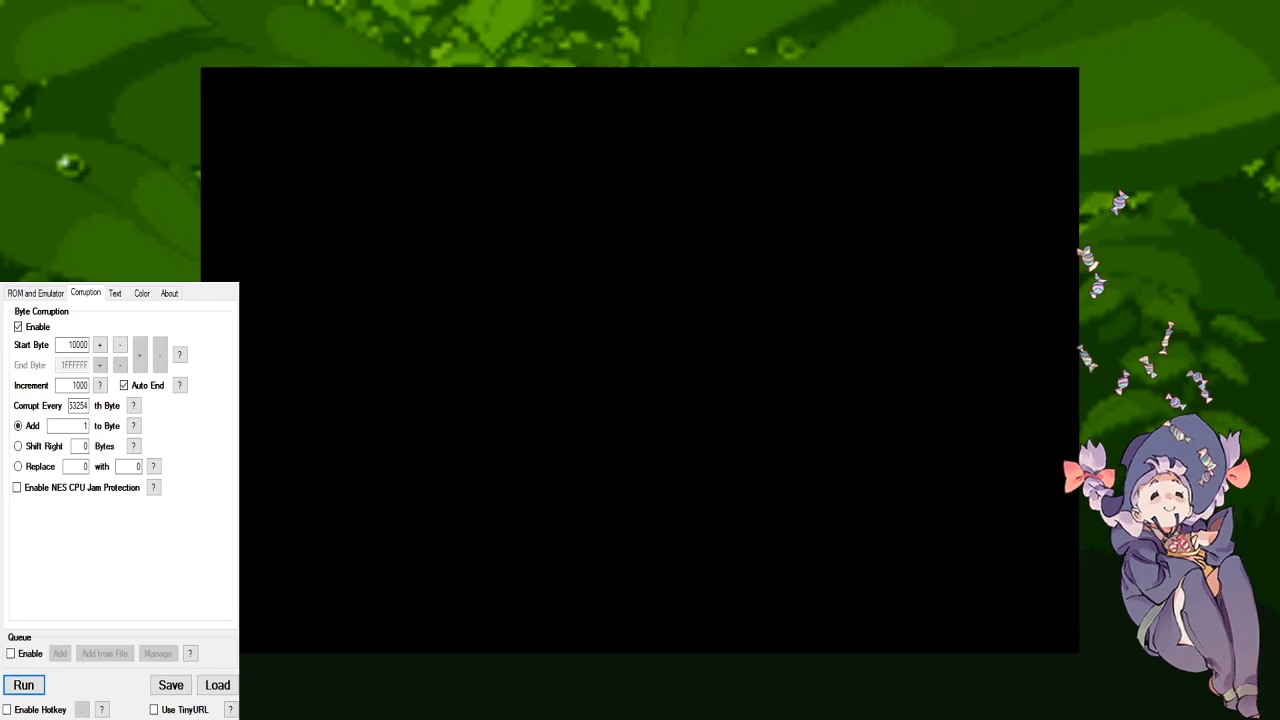 ROM and Emulator Corruption Text Color About
Byte Corruption
Enable
Start Byte 10000 + - + - ?
End Byte 1FFFFF + -
Increment 1000 ? Auto End ?
Corrupt Every 53254 th Byte ?
Add 1 to Byte ?
Shift Right 0 Bytes ?
Replace 0 with 0 ?
Enable NES CPU Jam Protection ?
Queue
Enable Add Add from File Manage ?
Run Save Load
Enable Hotkey ? Use TinyURL ?